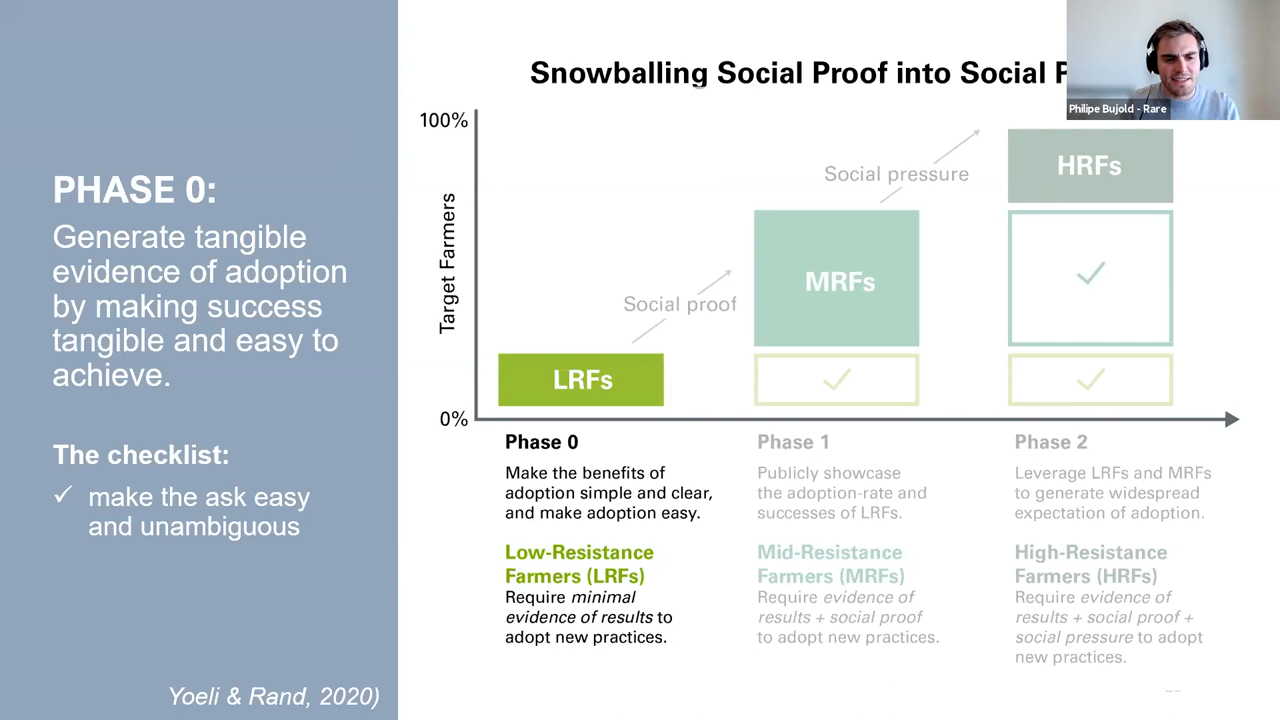 PHASE 0:
Generate tangible
evidence of adoption
by making success
tangible and easy to
achieve.
The checklist:
✓ make the ask easy
and unambiguous
Yoeli & Rand, 2020)
Snowballing Social Proof into Social
Philipe Bujold - Rare
100%
Target Farmers
0%
LRFs
Social proof
MRFs
Social pressure
HRFs
Phase 0
Make the benefits of
adoption simple and clear,
and make adoption easy.
Low-Resistance
Farmers (LRFs)
Require minimal
evidence of results to
adopt new practices.
Phase 1
Publicly showcase
the adoption-rate and
successes of LRFs.
Mid-Resistance
Farmers (MRFs)
Require evidence of
results + social proof
to adopt new practices.
Phase 2
Leverage LRFs and MRFs
to generate widespread
expectation of adoption.
High-Resistance
Farmers (HRFs)
Require evidence of
results + social proof +
social pressure to adopt
new practices.